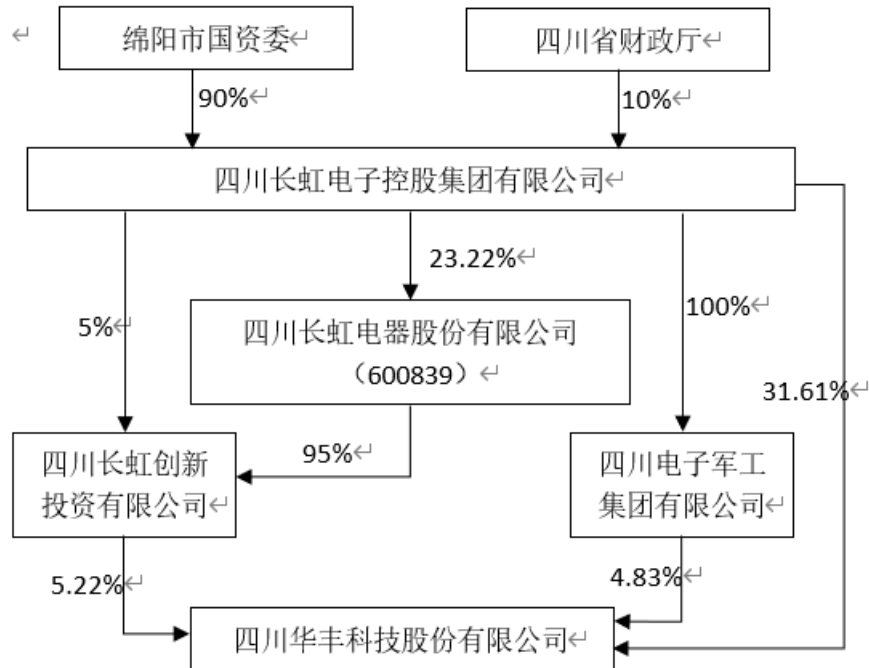 绵阳市国资委
四川省财政厅
90%
10%
四川长虹电子控股集团有限公司
23.22%
5%
100%
四川长虹电器股份有限公司
（600839）
31.61%
95%
四川长虹创新
投资有限公司
四川电子军工
集团有限公司
5.22%
4.83%
四川华丰科技股份有限公司